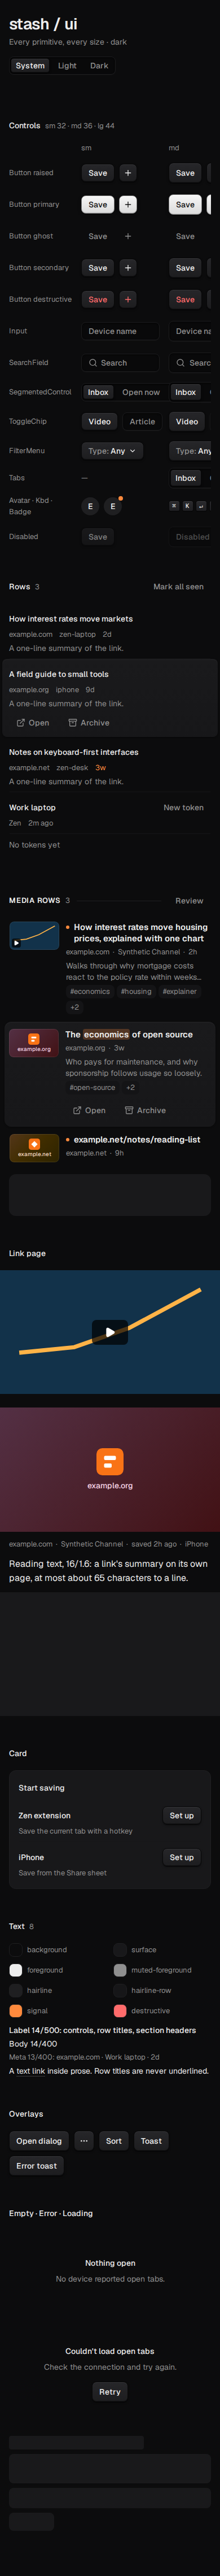 stash / ui
Every primitive, every size · dark
System Light Dark
Controls sm 32 · md 36 · lg 44
sm md
Button raised Save + Save
Button primary Save + Save
Button ghost Save + Save
Button secondary Save + Save
Button destructive Save + Save
Input Device name Device na
SearchField Search Searc
SegmentedControl Inbox Open now Inbox
ToggleChip Video Article Video
FilterMenu Type: Any Type: Any
Tabs — Inbox
Avatar · Kbd · Badge E E ⌘ K ↵
Disabled Save Disabled
Rows 3 Mark all seen
How interest rates move markets
example.com zen-laptop 2d
A one-line summary of the link.
A field guide to small tools
example.org iphone 9d
A one-line summary of the link.
Open Archive
Notes on keyboard-first interfaces
example.net zen-desk 3w
A one-line summary of the link.
Work laptop New token
Zen 2m ago
No tokens yet
MEDIA ROWS 3 Review
How interest rates move housing
prices, explained with one chart
example.com · Synthetic Channel · 2h
Walks through why mortgage costs
react to the policy rate within weeks...
#economics #housing #explainer
+2
example.org
The economics of open source
example.org · 3w
Who pays for maintenance, and why
sponsorship follows usage so loosely.
#open-source +2
Open Archive
example.net
example.net/notes/reading-list
example.net · 9h
Link page
example.org
example.com · Synthetic Channel · saved 2h ago · iPhone
Reading text, 16/1.6: a link's summary on its own
page, at most about 65 characters to a line.
Card
Start saving
Zen extension Set up
Save the current tab with a hotkey
iPhone Set up
Save from the Share sheet
Text 8
background surface
foreground muted-foreground
hairline hairline-row
signal destructive
Label 14/500: controls, row titles, section headers
Body 14/400
Meta 13/400: example.com · Work laptop · 2d
A text link inside prose. Row titles are never underlined.
Overlays
Open dialog ··· Sort Toast
Error toast
Empty · Error · Loading
Nothing open
No device reported open tabs.
Couldn't load open tabs
Check the connection and try again.
Retry